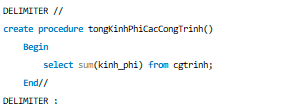 DELIMITER //
create procedure tongKinhPhiCacCongTrinh()
Begin
select sum(kinh_phi) from cgtrinh;
End//
DELIMITER :